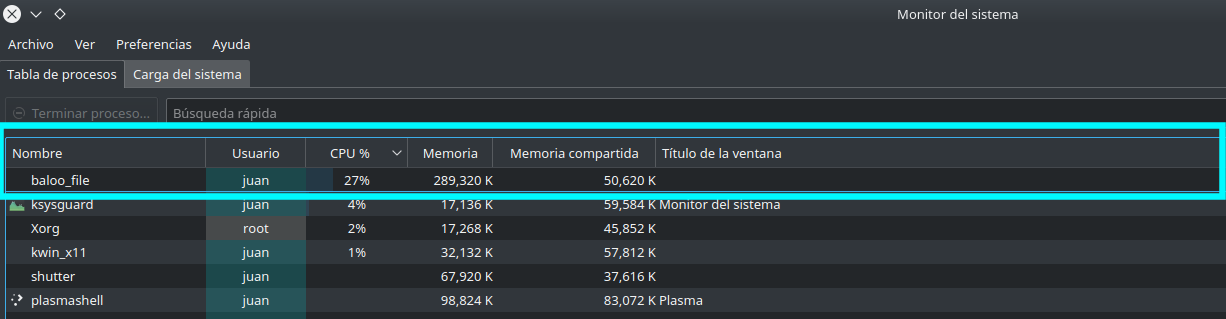 Monitor del sistema
Archivo Ver Preferencias Ayuda
Tabla de procesos Carga del sistema
Terminar proceso... Búsqueda rápida
Nombre Usuario CPU % Memoria Memoria compartida Título de la ventana
baloo_file juan 27% 289,320 K 50,620 K
ksysguard juan 4% 17,136 K 59,584 K Monitor del sistema
Xorg root 2% 17,268 K 45,852 K
kwin_x11 juan 1% 32,132 K 57,812 K
shutter juan 67,920 K 37,616 K
plasmashell juan 98,824 K 83,072 K Plasma